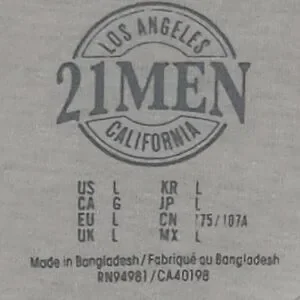 LOS ANGELES
21MEN
CALIFORNIA
US L KR L
CA G JP L
EU L CN 175/107A
UK L MX L
Made in Bangladesh/Fabriqué au Bangladesh
RN94981/CA40198